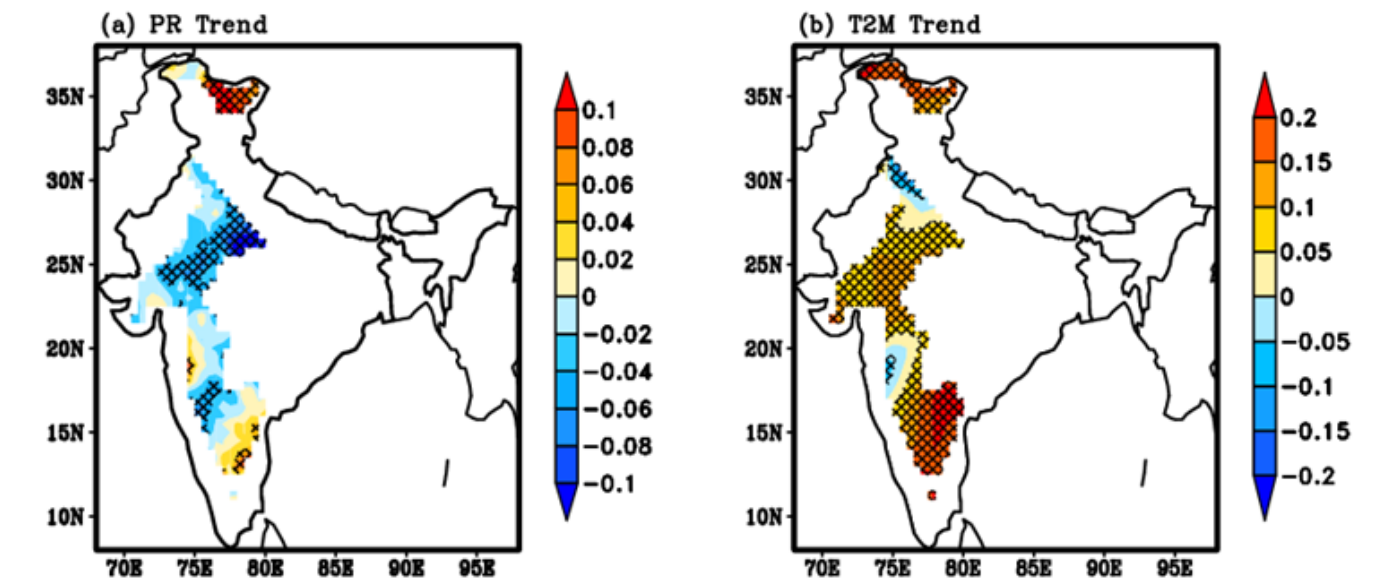 (a) PR Trend
35N
30N
25N
20N
15N
10N
70E 75E 80E 85E 90E 95E
0.1
0.08
0.06
0.04
0.02
0
-0.02
-0.04
-0.06
-0.08
-0.1
(b) T2M Trend
35N
30N
25N
20N
15N
10N
70E 75E 80E 85E 90E 95E
0.2
0.15
0.1
0.05
0
-0.05
-0.1
-0.15
-0.2